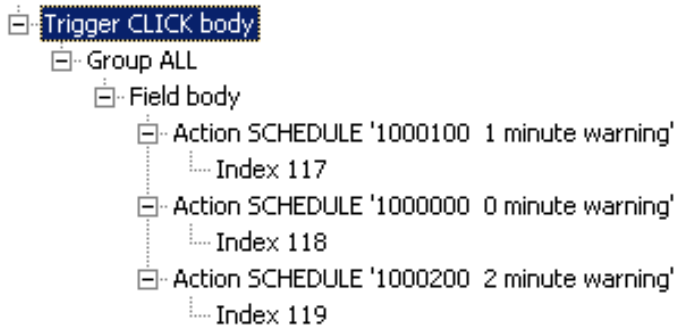 Trigger CLICK body
Group ALL
Field body
Action SCHEDULE '1000100  1 minute warning'
Index 117
Action SCHEDULE '1000000  0 minute warning'
Index 118
Action SCHEDULE '1000200  2 minute warning'
Index 119